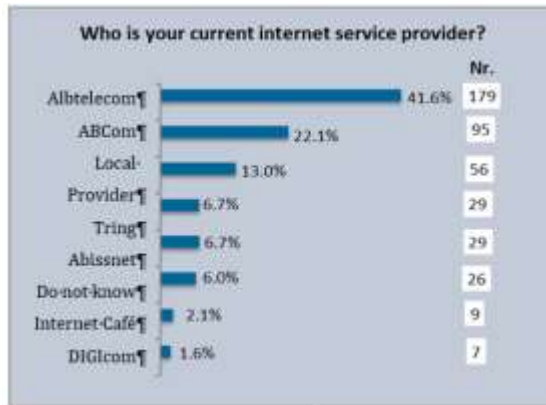 Who is your current internet service provider?
Nr.
Albtelecom¶ 41.6% 179
ABCom¶ 22.1% 95
Local-
13.0% 56
Provider¶
6.7% 29
Tring¶
6.7% 29
Abissnet¶
6.0% 26
Do-not-know¶
2.1% 9
Internet-Café¶
DIGIcom¶ 1.6% 7